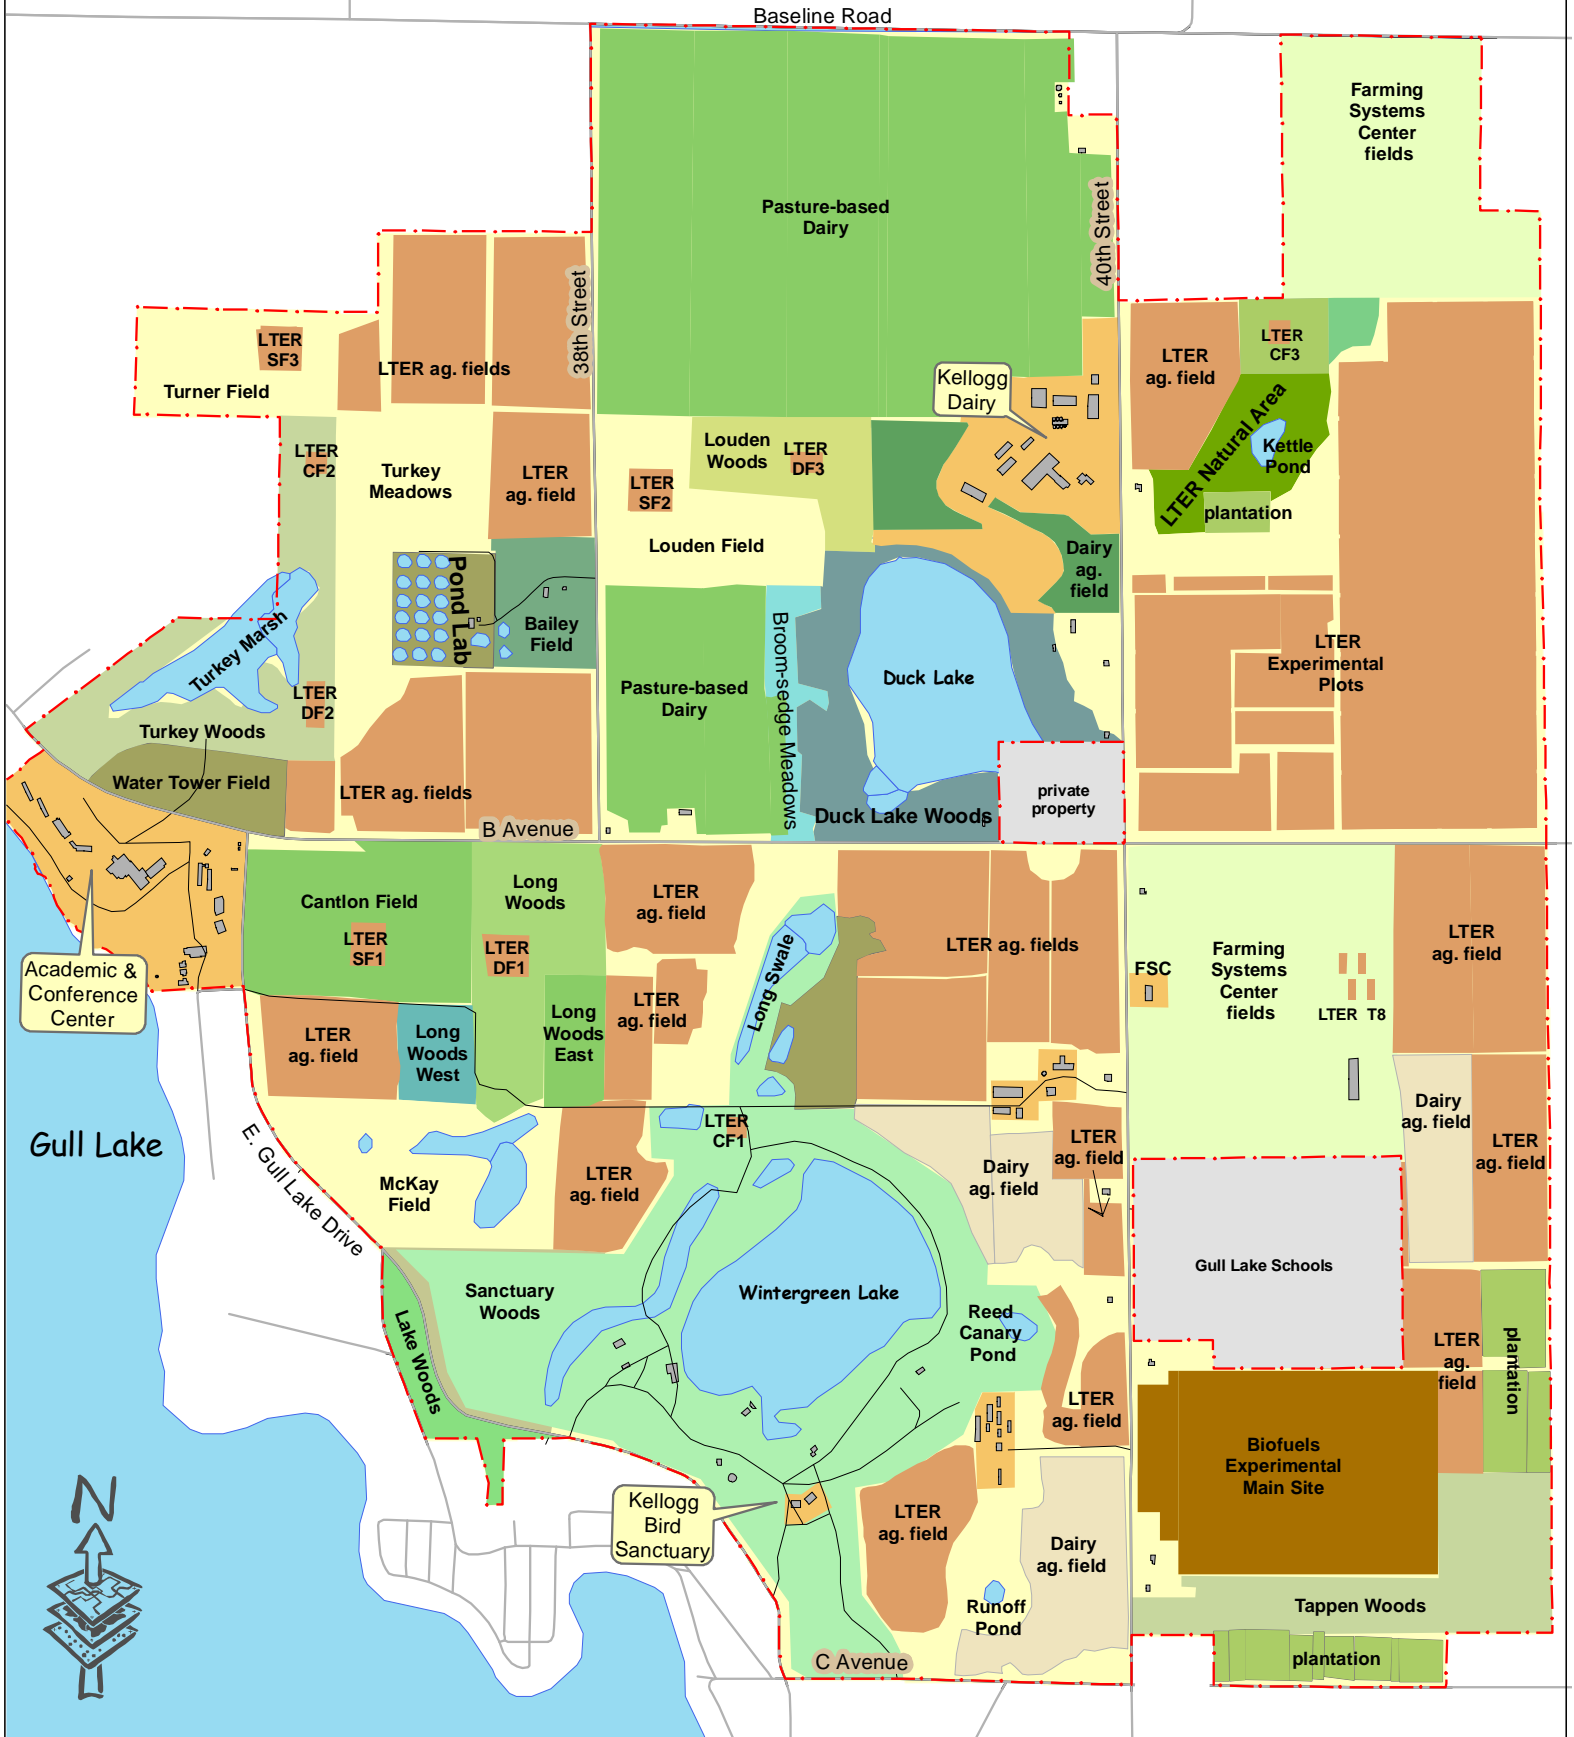 Baseline Road
Farming
Systems
Center
fields
Pasture-based
Dairy
40th Street
38th Street
LTER
SF3
Turner Field
LTER ag. fields
Kellogg
Dairy
LTER
ag. field
LTER
CF3
LTER Natural Area
Kettle
Pond
plantation
LTER
CF2
Turkey
Meadows
LTER
ag. field
LTER
SF2
Louden
Woods
LTER
DF3
Louden Field
Dairy
ag.
field
Pond Lab
Bailey
Field
Turkey Marsh
LTER
DF2
Turkey Woods
Water Tower Field
LTER ag. fields
Pasture-based
Dairy
Broom-sedge Meadows
Duck Lake
Duck Lake Woods
private
property
LTER
Experimental
Plots
B Avenue
Cantlon Field
LTER
SF1
Long
Woods
LTER
DF1
LTER
ag. field
Long Swale
LTER ag. fields
FSC
Farming
Systems
Center
fields
LTER T8
LTER
ag. field
Academic &
Conference
Center
LTER
ag. field
Long
Woods
West
Long
Woods
East
LTER
ag. field
Gull Lake
E. Gull Lake Drive
McKay
Field
LTER
ag. field
LTER
CF1
Dairy
ag. field
LTER
ag. field
Dairy
ag. field
LTER
ag. field
Gull Lake Schools
Sanctuary
Woods
Lake Woods
Wintergreen Lake
Reed
Canary
Pond
LTER
ag. field
LTER
ag.
field
plantation
Biofuels
Experimental
Main Site
N
Kellogg
Bird
Sanctuary
LTER
ag. field
Dairy
ag. field
Runoff
Pond
Tappen Woods
plantation
C Avenue